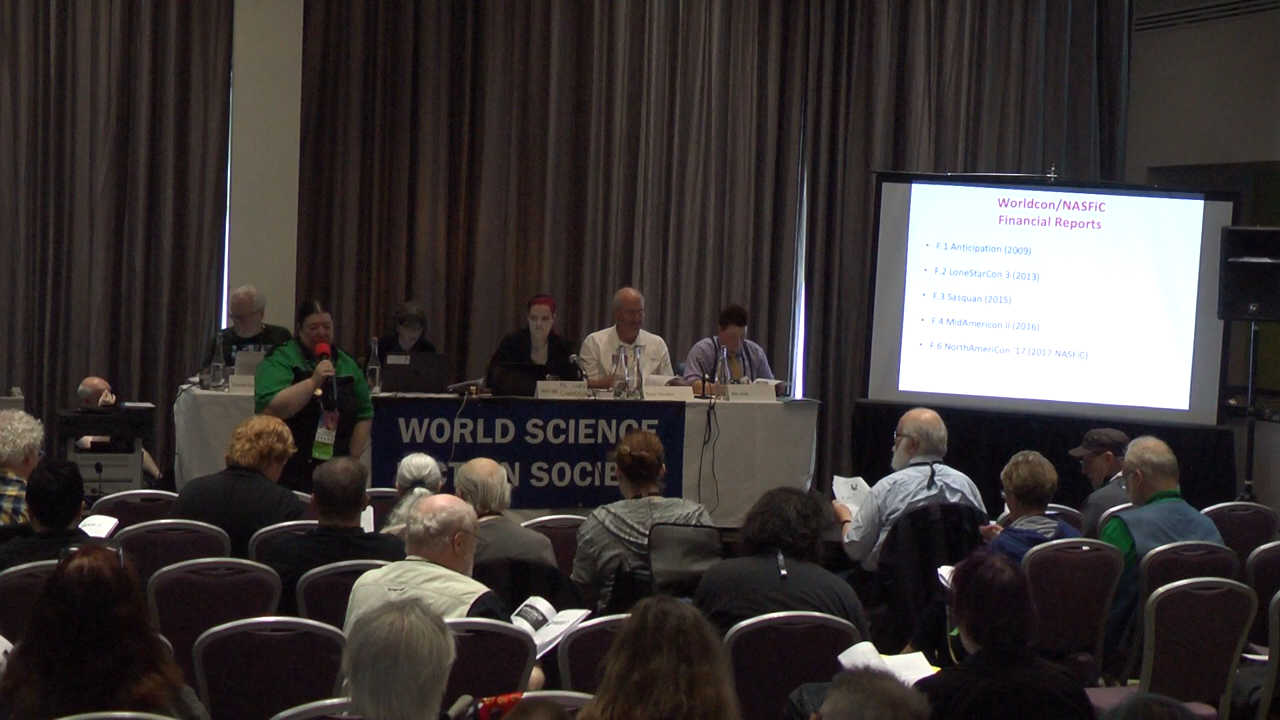 Worldcon/NASFiC
Financial Reports
• F.1 Anticipation (2009)
• F.2 LoneStarCon 3 (2013)
• F.3 Sasquan (2015)
• F.4 MidAmericon II (2016)
• F.6 NorthAmeriCon '17 (2017 NASFiC)
WORLD SCIENCE
SOCIE